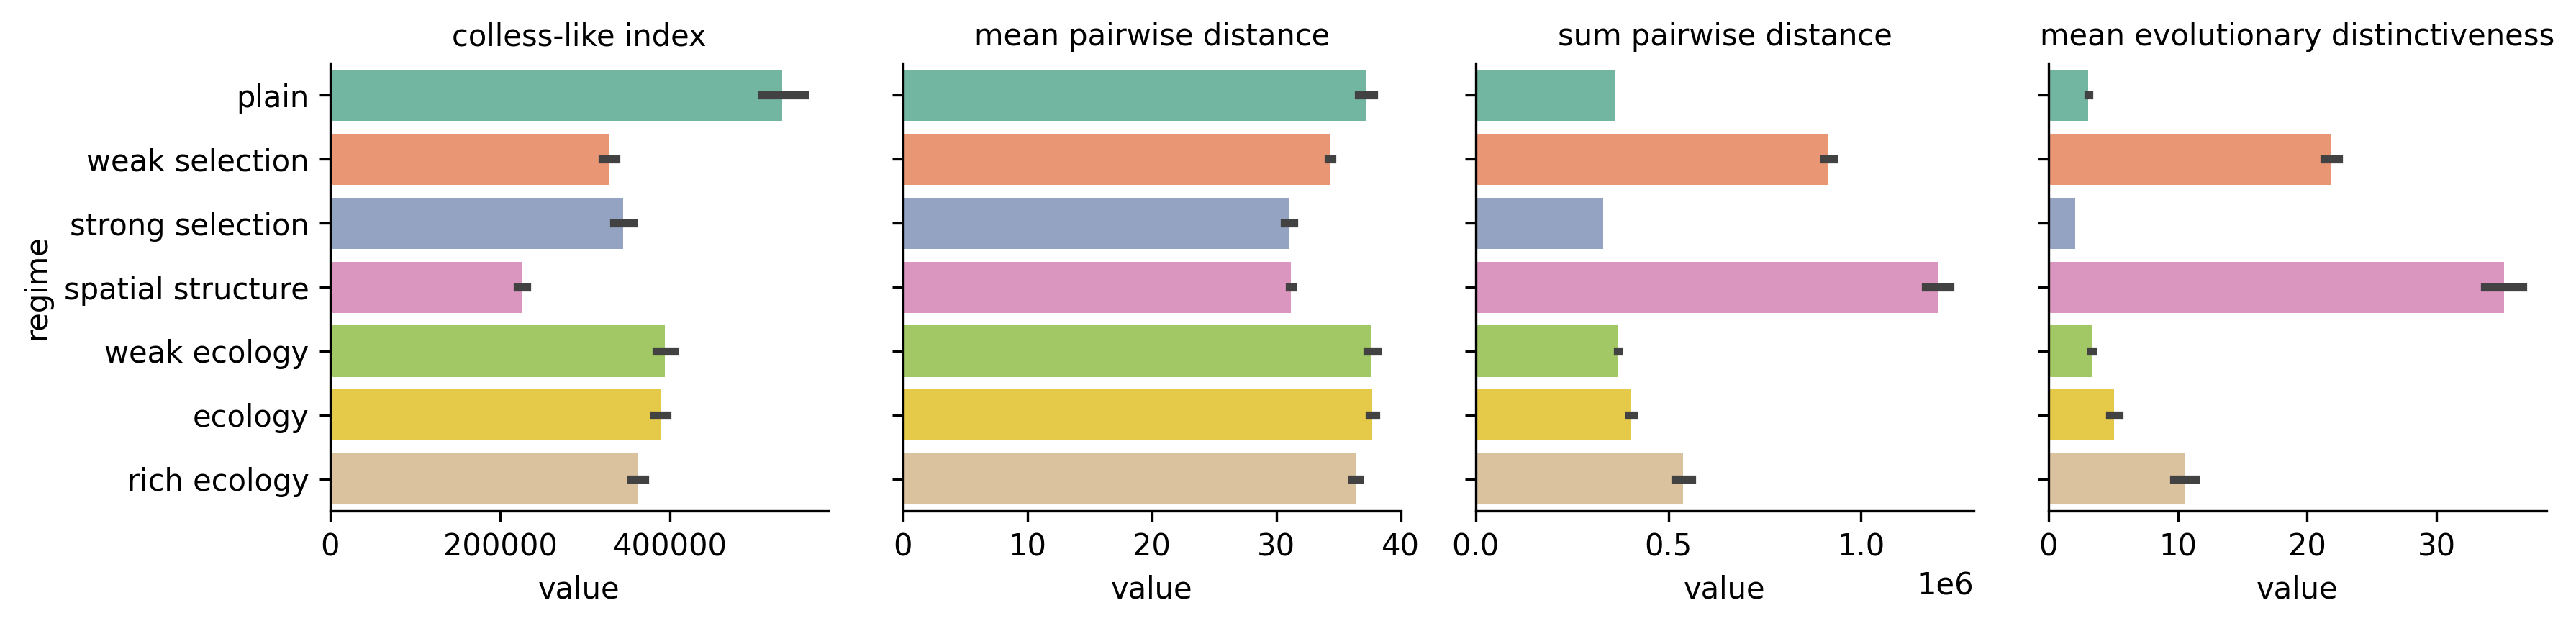 colless-like index
mean pairwise distance
sum pairwise distance
mean evolutionary distinctiveness
regime
plain
weak selection
strong selection
spatial structure
weak ecology
ecology
rich ecology
0 200000 400000
0 10 20 30 40
0.0 0.5 1.0
0 10 20 30
1e6
value
value
value
value